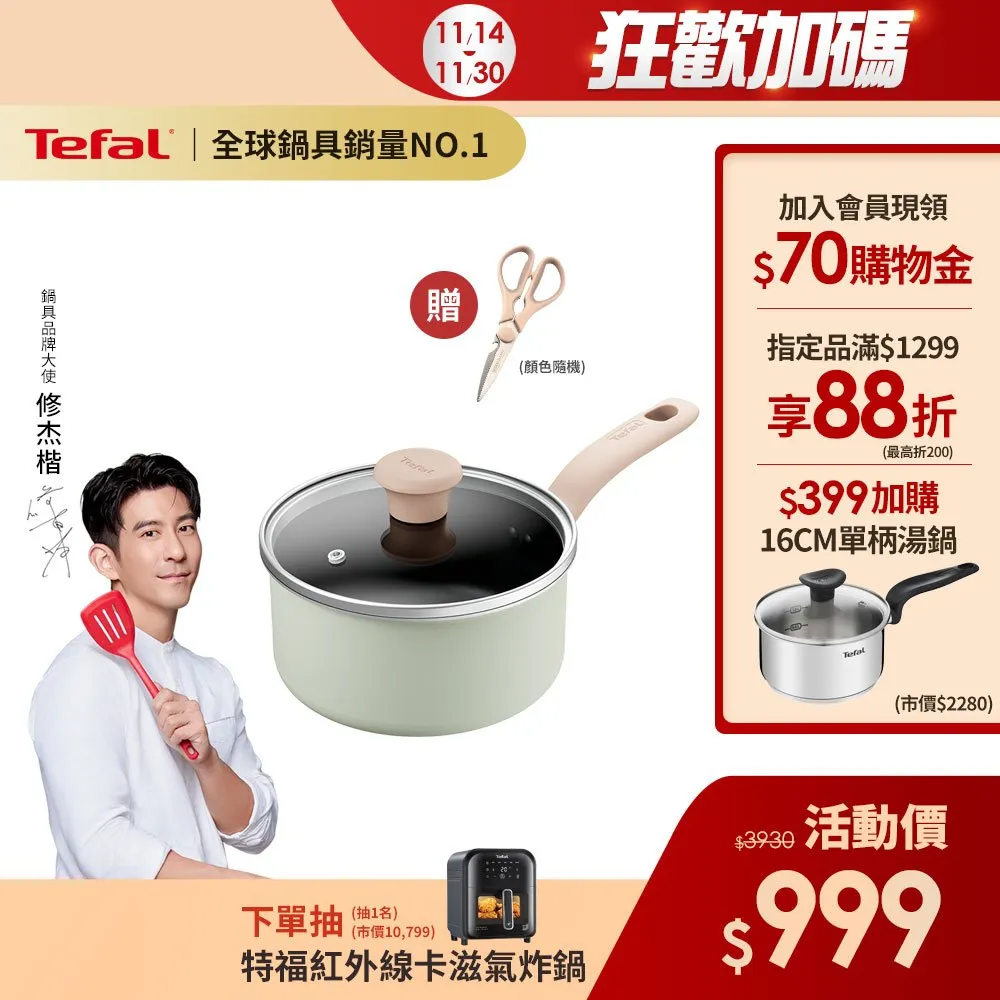 11/14
11/30
狂歡加碼
Tefal
全球鍋具銷量NO.1
加入會員現領
$70購物金
指定品滿$1299
享88折
(最高折200)
$399加購
16CM單柄湯鍋
Tefal
(市價$2280)
贈
(顏色隨機)
鍋具品牌大使
修杰楷
Tefal
Tefal
$3930 活動價
$999
下單抽
(抽1名)
(市價10,799)
Tefal
20
特福紅外線卡滋氣炸鍋